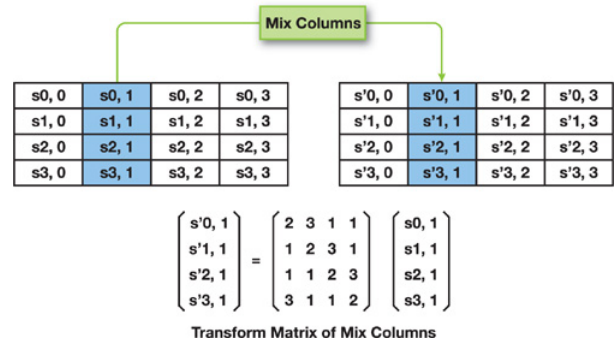 Mix Columns
s0, 0 s0, 1 s0, 2 s0, 3 s'0, 0 s'0, 1 s'0, 2 s'0, 3
s1, 0 s1, 1 s1, 2 s1, 3 s'1, 0 s'1, 1 s'1, 2 s'1, 3
s2, 0 s2, 1 s2, 2 s2, 3 s'2, 0 s'2, 1 s'2, 2 s'2, 3
s3, 0 s3, 1 s3, 2 s3, 3 s'3, 0 s'3, 1 s'3, 2 s'3, 3
s'0, 1 2 3 1 1 s0, 1
s'1, 1 1 2 3 1 s1, 1
=
s'2, 1 1 1 2 3 s2, 1
s'3, 1 3 1 1 2 s3, 1
Transform Matrix of Mix Columns